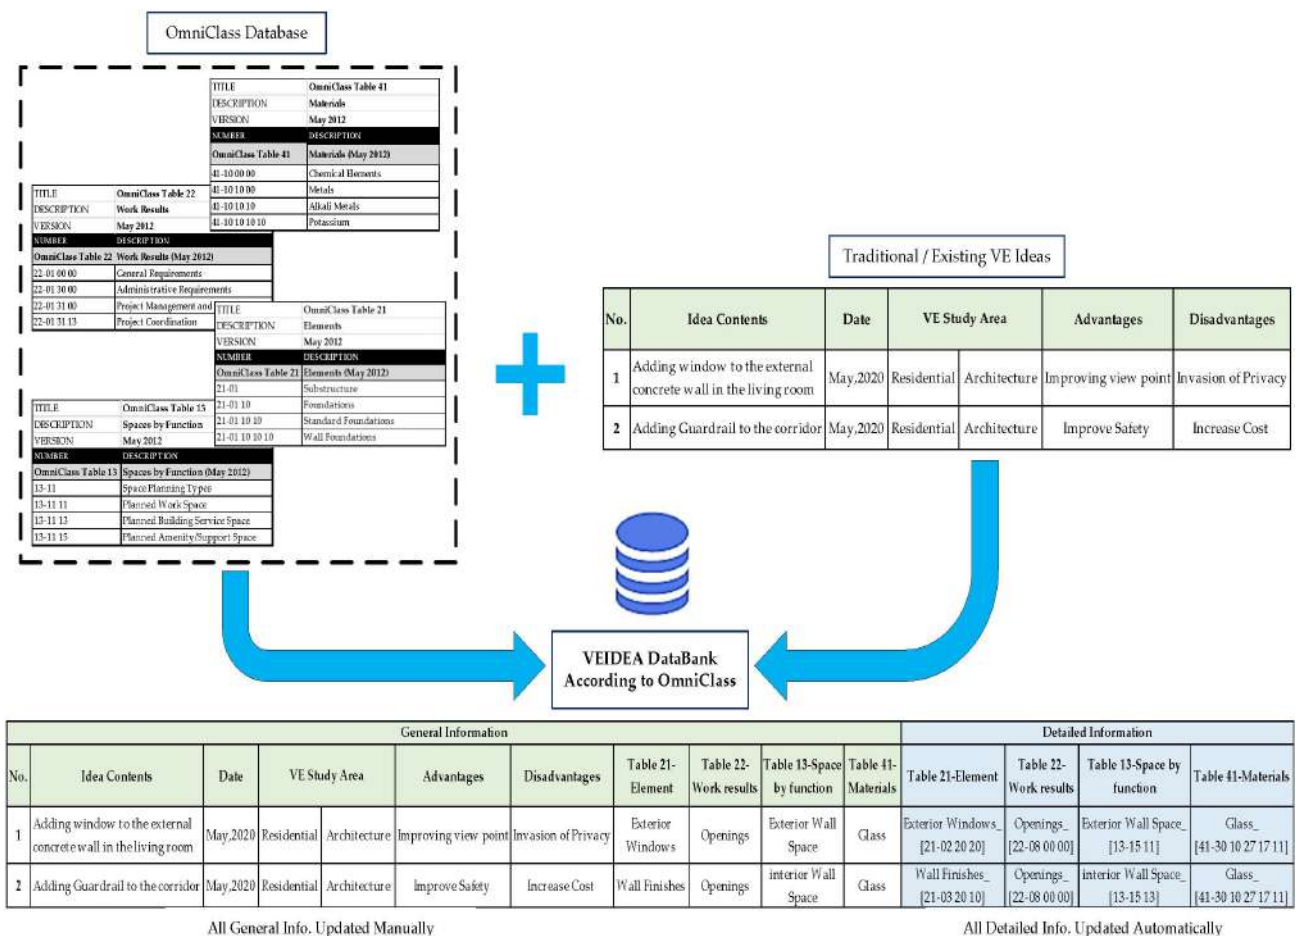 OmniClass Database
TITLE OmniClass Table 41
DESCRIPTION Materials
VERSION May 2012
NUMBER DESCRIPTION
OmniClass Table 41 Materials (May 2012)
41-10 00 00 Chemical Elements
41-10 10 00 Metals
41-10 10 10 Alkali Metals
41-10 10 10 10 Potassium
TITLE OmniClass Table 22
DESCRIPTION Work Results
VERSION May 2012
NUMBER DESCRIPTION
OmniClass Table 22 Work Results (May 2012)
22-01 00 00 General Requirements
22-01 30 00 Administrative Requirements
22-01 31 00 Project Management and
22-01 31 13 Project Coordination
TITLE OmniClass Table 21
DESCRIPTION Elements
VERSION May 2012
NUMBER DESCRIPTION
OmniClass Table 21 Elements (May 2012)
21-01 Substructure
21-01 10 Foundations
21-01 10 10 Standard Foundations
21-01 10 10 10 Wall Foundations
TITLE OmniClass Table 13
DESCRIPTION Spaces by Function
VERSION May 2012
NUMBER DESCRIPTION
OmniClass Table 13 Spaces by Function (May 2012)
13-11 Space Planning Types
13-11 11 Planned Work Space
13-11 13 Planned Building Service Space
13-11 15 Planned Amenity/Support Space
Traditional / Existing VE Ideas
No. Idea Contents Date VE Study Area Advantages Disadvantages
1 Adding window to the external concrete wall in the living room May,2020 Residential Architecture Improving view point Invasion of Privacy
2 Adding Guardrail to the corridor May,2020 Residential Architecture Improve Safety Increase Cost
VEIDEA DataBank
According to OmniClass
General Information Detailed Information
No. Idea Contents Date VE Study Area Advantages Disadvantages Table 21-Element Table 22-Work results Table 13-Space by function Table 41-Materials Table 21-Element Table 22-Work results Table 13-Space by function Table 41-Materials
1 Adding window to the external concrete wall in the living room May,2020 Residential Architecture Improving view point Invasion of Privacy Exterior Windows Openings Exterior Wall Space Glass Exterior Windows_[21-02 20 20] Openings_[22-08 00 00] Exterior Wall Space_[13-15 11] Glass_[41-30 10 27 17 11]
2 Adding Guardrail to the corridor May,2020 Residential Architecture Improve Safety Increase Cost Wall Finishes Openings interior Wall Space Glass Wall Finishes_[21-03 20 10] Openings_[22-08 00 00] interior Wall Space_[13-15 13] Glass_[41-30 10 27 17 11]
All General Info. Updated Manually
All Detailed Info. Updated Automatically